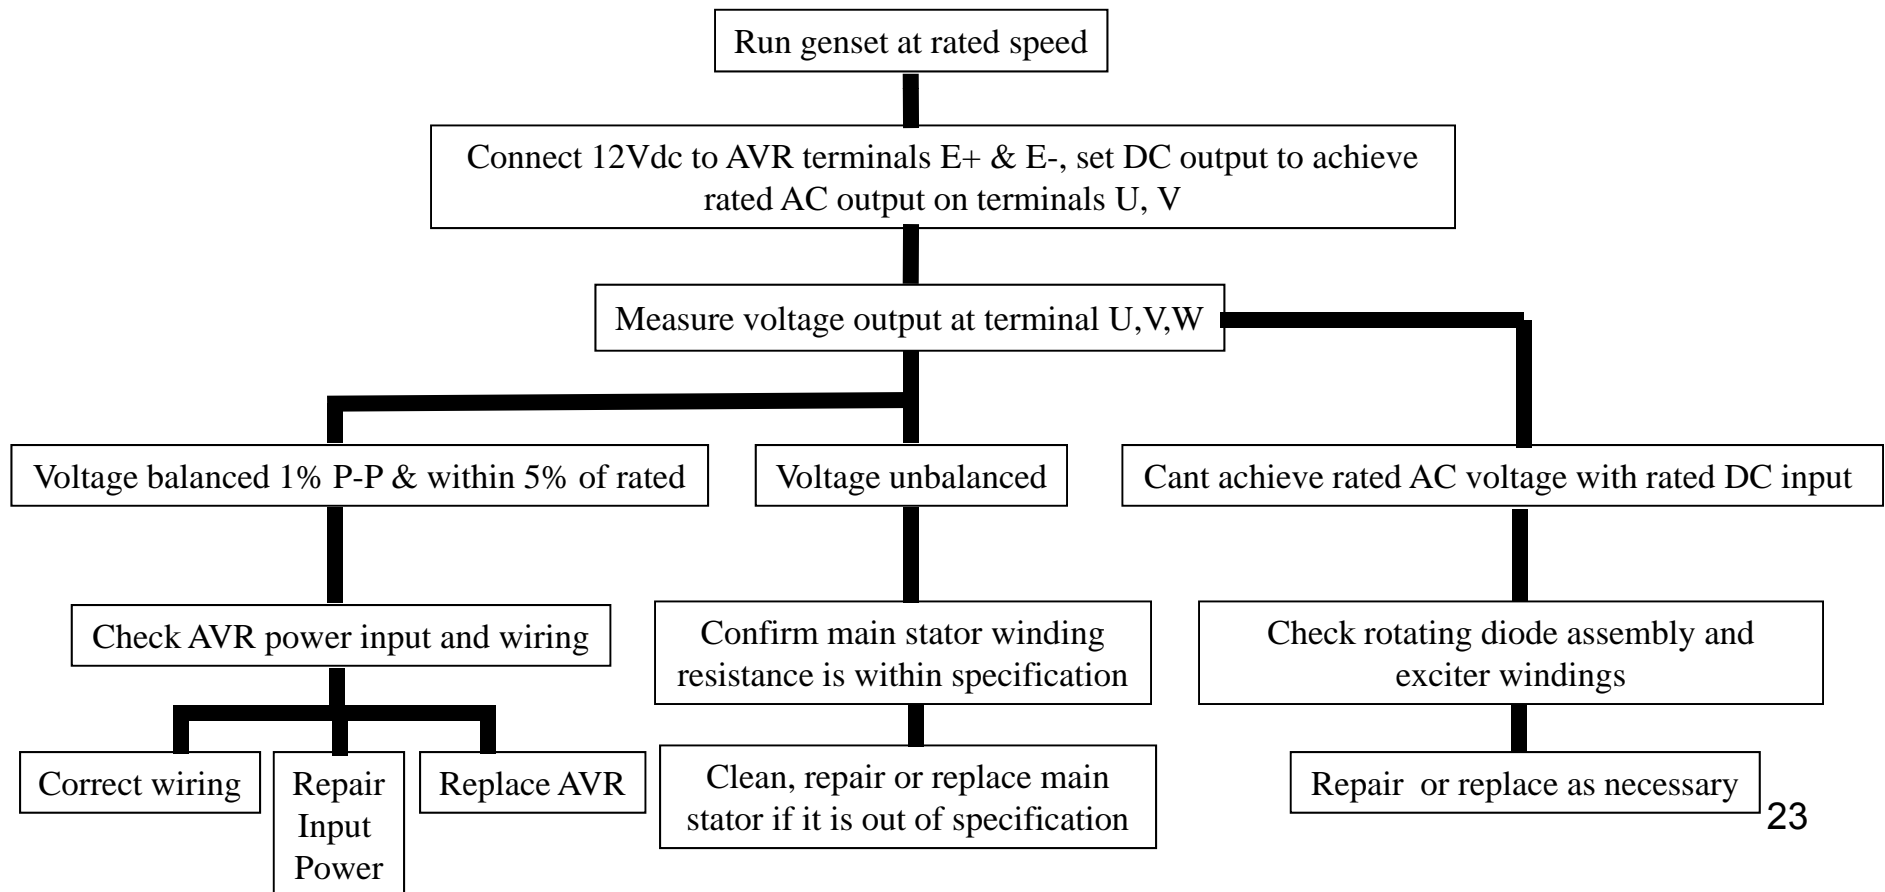 Run genset at rated speed
Connect 12Vdc to AVR terminals E+ & E-, set DC output to achieve
rated AC output on terminals U, V
Measure voltage output at terminal U,V,W
Voltage balanced 1% P-P & within 5% of rated
Voltage unbalanced
Cant achieve rated AC voltage with rated DC input
Check AVR power input and wiring
Confirm main stator winding
resistance is within specification
Check rotating diode assembly and
exciter windings
Correct wiring
Repair
Input
Power
Replace AVR
Clean, repair or replace main
stator if it is out of specification
Repair or replace as necessary
23